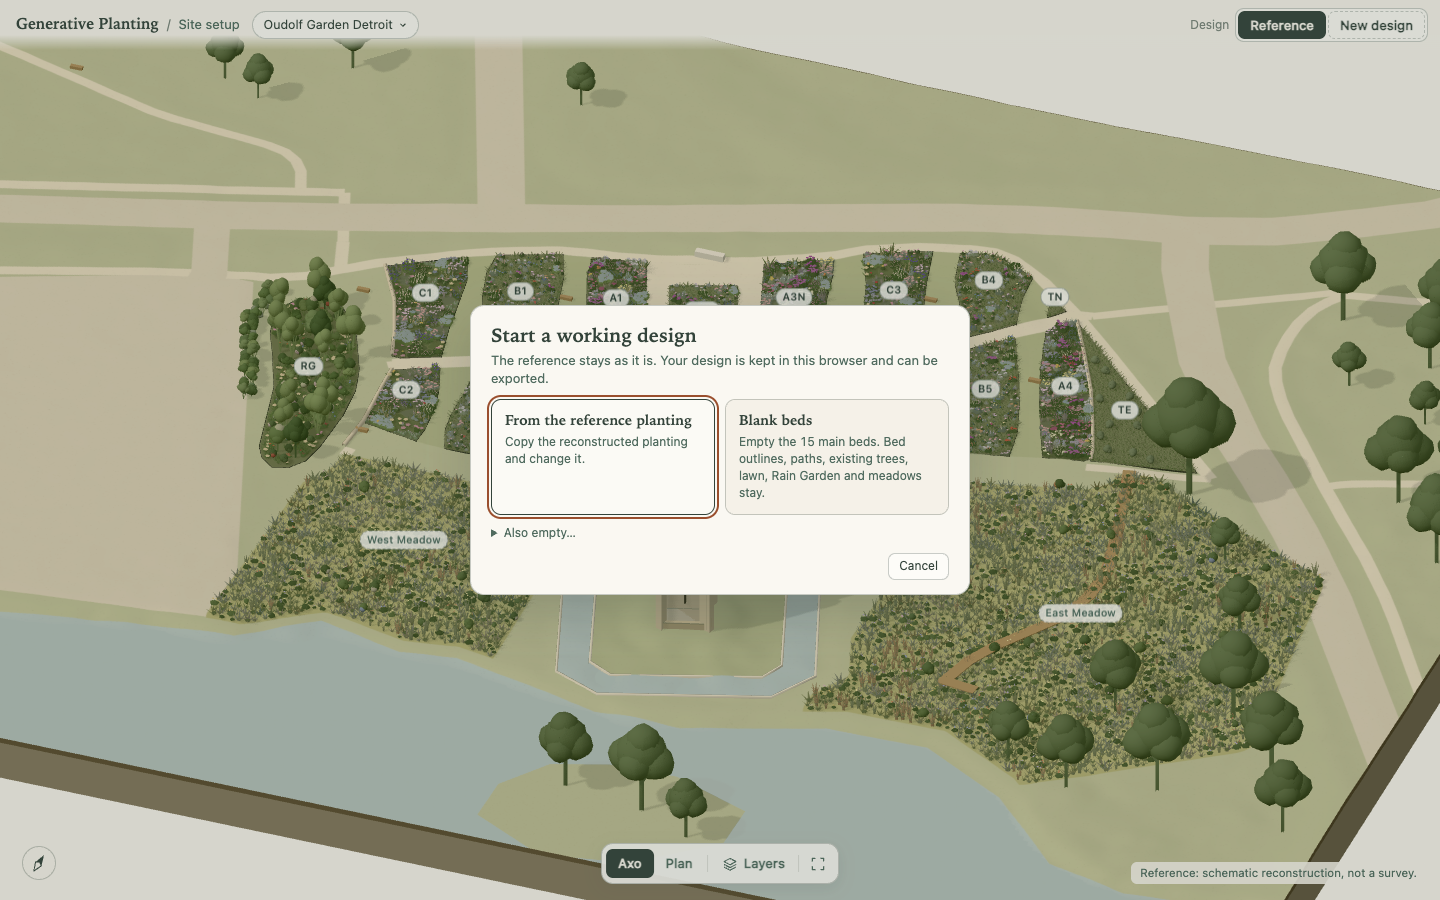 Generative Planting / Site setup Oudolf Garden Detroit
Design Reference New design
C1
B1
A1
A3N
C3
B4
TN
RG
C2
B5
A4
TE
Start a working design
The reference stays as it is. Your design is kept in this browser and can be
exported.
From the reference planting
Copy the reconstructed planting
and change it.
Blank beds
Empty the 15 main beds. Bed
outlines, paths, existing trees,
lawn, Rain Garden and meadows
stay.
Also empty...
Cancel
West Meadow
East Meadow
Axo Plan Layers
Reference: schematic reconstruction, not a survey.